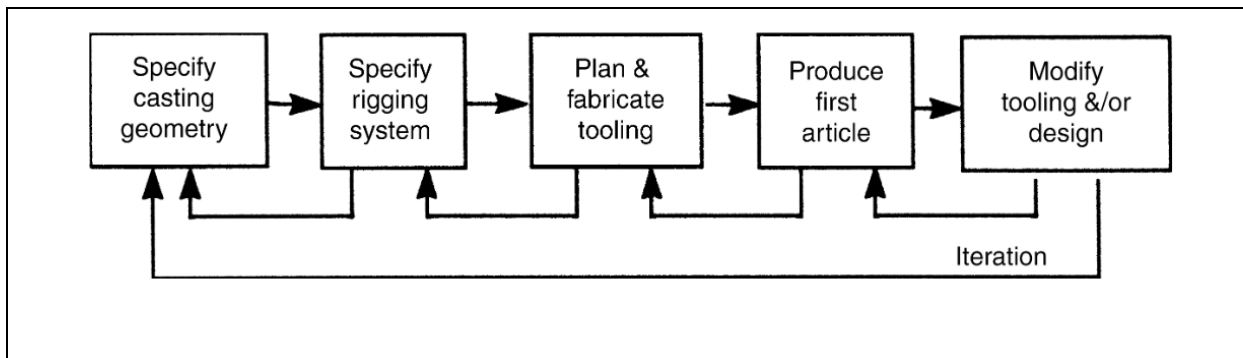 Specify
casting
geometry
Specify
rigging
system
Plan &
fabricate
tooling
Produce
first
article
Modify
tooling &/or
design
Iteration